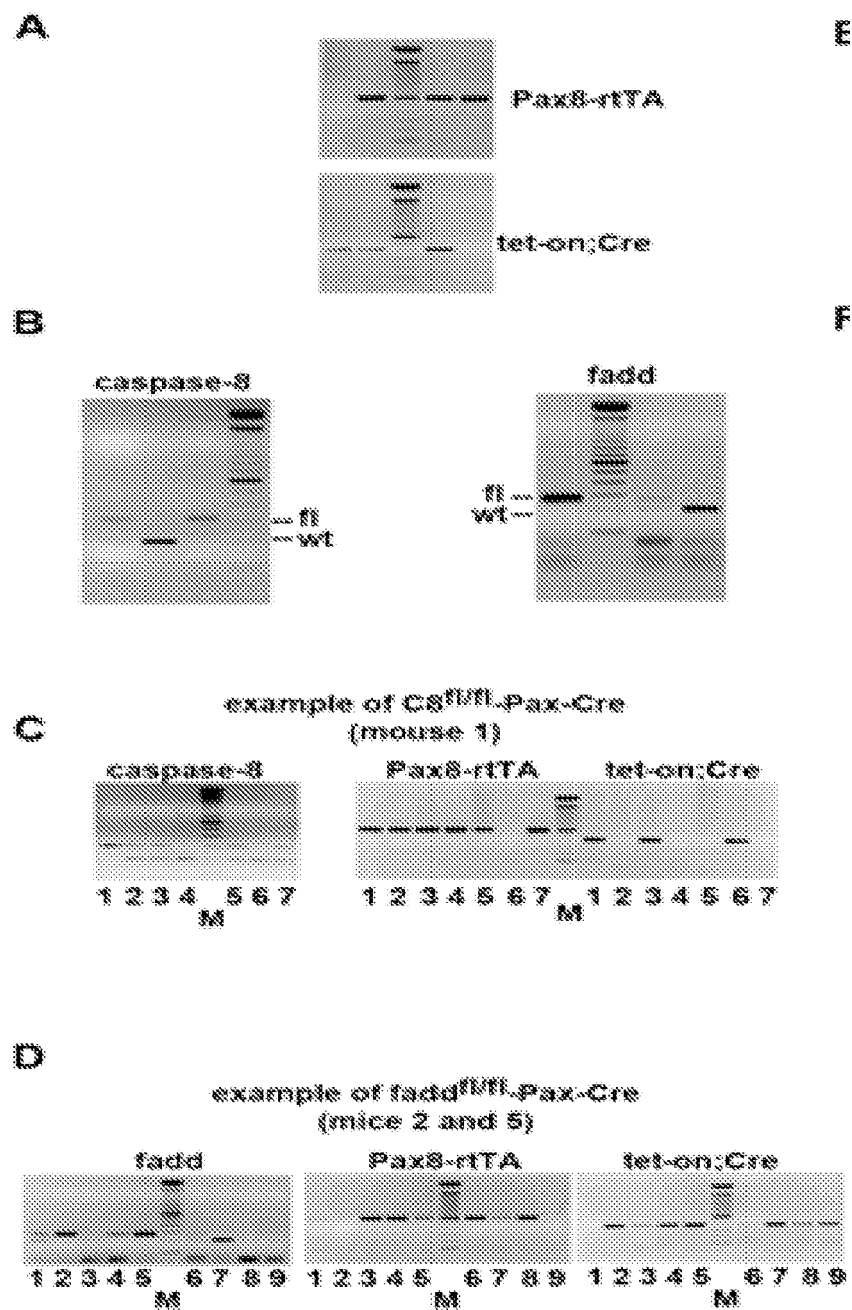 A
Pax8-rtTA
tet-on;Cre
B
caspase-8
fl
wt
fadd
fl
wt
C
example of C8fl/fl-Pax-Cre
(mouse 1)
caspase-8
Pax8-rtTA
tet-on;Cre
1 2 3 4 5 6 7
M
1 2 3 4 5 6 7 1 2 3 4 5 6 7
M
D
example of faddfl/fl-Pax-Cre
(mice 2 and 5)
fadd
Pax8-rtTA
tet-on;Cre
1 2 3 4 5 6 7 8 9
M
1 2 3 4 5 6 7 8 9
M
1 2 3 4 5 6 7 8 9
M